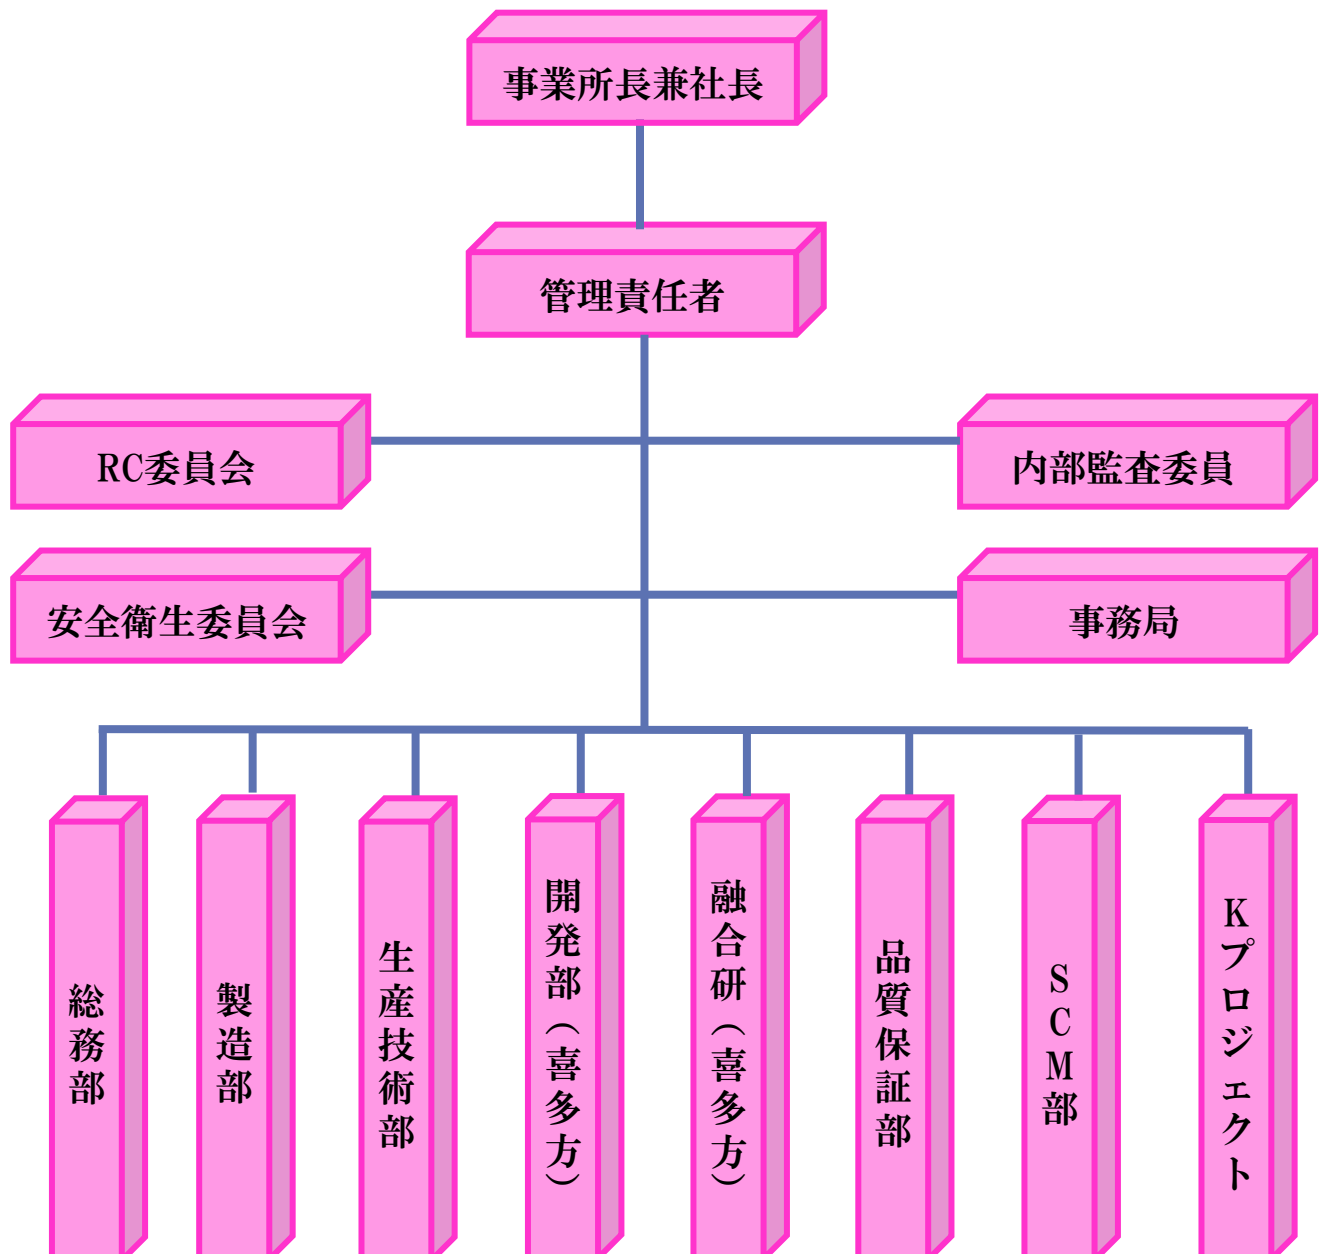 事業所長兼社長
管理責任者
RC委員会
内部監査委員
安全衛生委員会
事務局
総務部
製造部
生産技術部
開発部（喜多方）
融合研（喜多方）
品質保証部
SCM部
Kプロジェクト